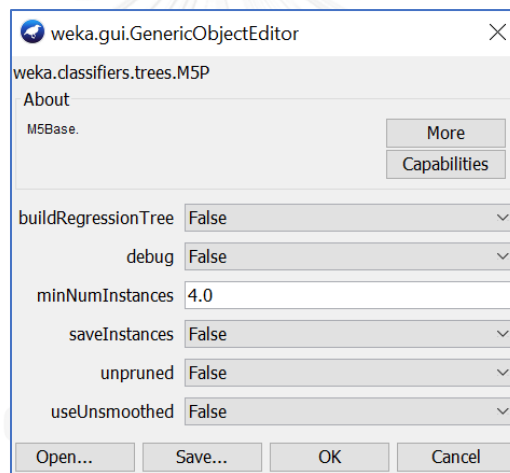 weka.gui.GenericObjectEditor
weka.classifiers.trees.M5P
About
M5Base.
More
Capabilities
buildRegressionTree False
debug False
minNumInstances 4.0
saveInstances False
unpruned False
useUnsmoothed False
Open... Save... OK Cancel